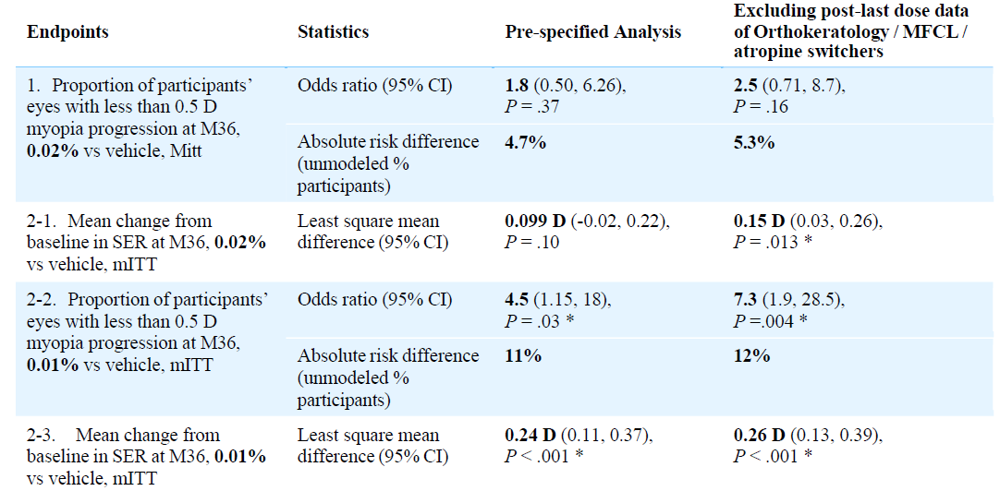 Endpoints
Statistics
Pre-specified Analysis
Excluding post-last dose data
of Orthokeratology / MFCL /
atropine switchers
1. Proportion of participants’
eyes with less than 0.5 D
myopia progression at M36,
0.02% vs vehicle, Mitt
Odds ratio (95% CI)
1.8 (0.50, 6.26),
P = .37
2.5 (0.71, 8.7),
P = .16
Absolute risk difference
(unmodeled %
participants)
4.7%
5.3%
2-1. Mean change from
baseline in SER at M36, 0.02%
vs vehicle, mITT
Least square mean
difference (95% CI)
0.099 D (-0.02, 0.22),
P = .10
0.15 D (0.03, 0.26),
P = .013 *
2-2. Proportion of participants’
eyes with less than 0.5 D
myopia progression at M36,
0.01% vs vehicle, mITT
Odds ratio (95% CI)
4.5 (1.15, 18),
P = .03 *
7.3 (1.9, 28.5),
P =.004 *
Absolute risk difference
(unmodeled %
participants)
11%
12%
2-3. Mean change from
baseline in SER at M36, 0.01%
vs vehicle, mITT
Least square mean
difference (95% CI)
0.24 D (0.11, 0.37),
P < .001 *
0.26 D (0.13, 0.39),
P < .001 *